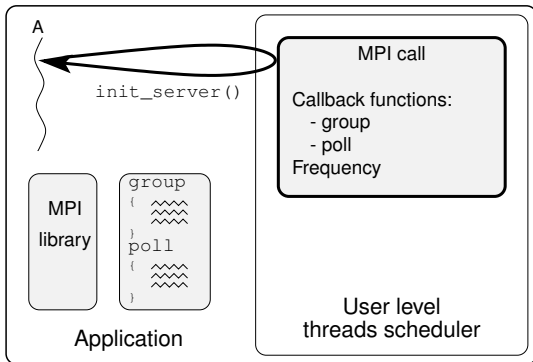 A
init_server()
MPI call
Callback functions:
- group
- poll
Frequency
MPI
library
group
{
}
poll
{
}
Application
User level
threads scheduler